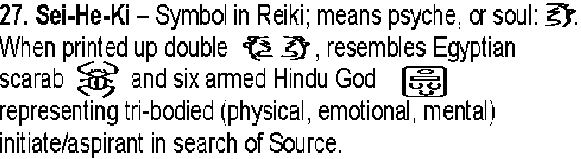 27. Sei-He-Ki – Symbol in Reiki; means psyche, or soul: .
When printed up double , resembles Egyptian
scarab and six armed Hindu God
representing tri-bodied (physical, emotional, mental)
initiate/aspirant in search of Source.